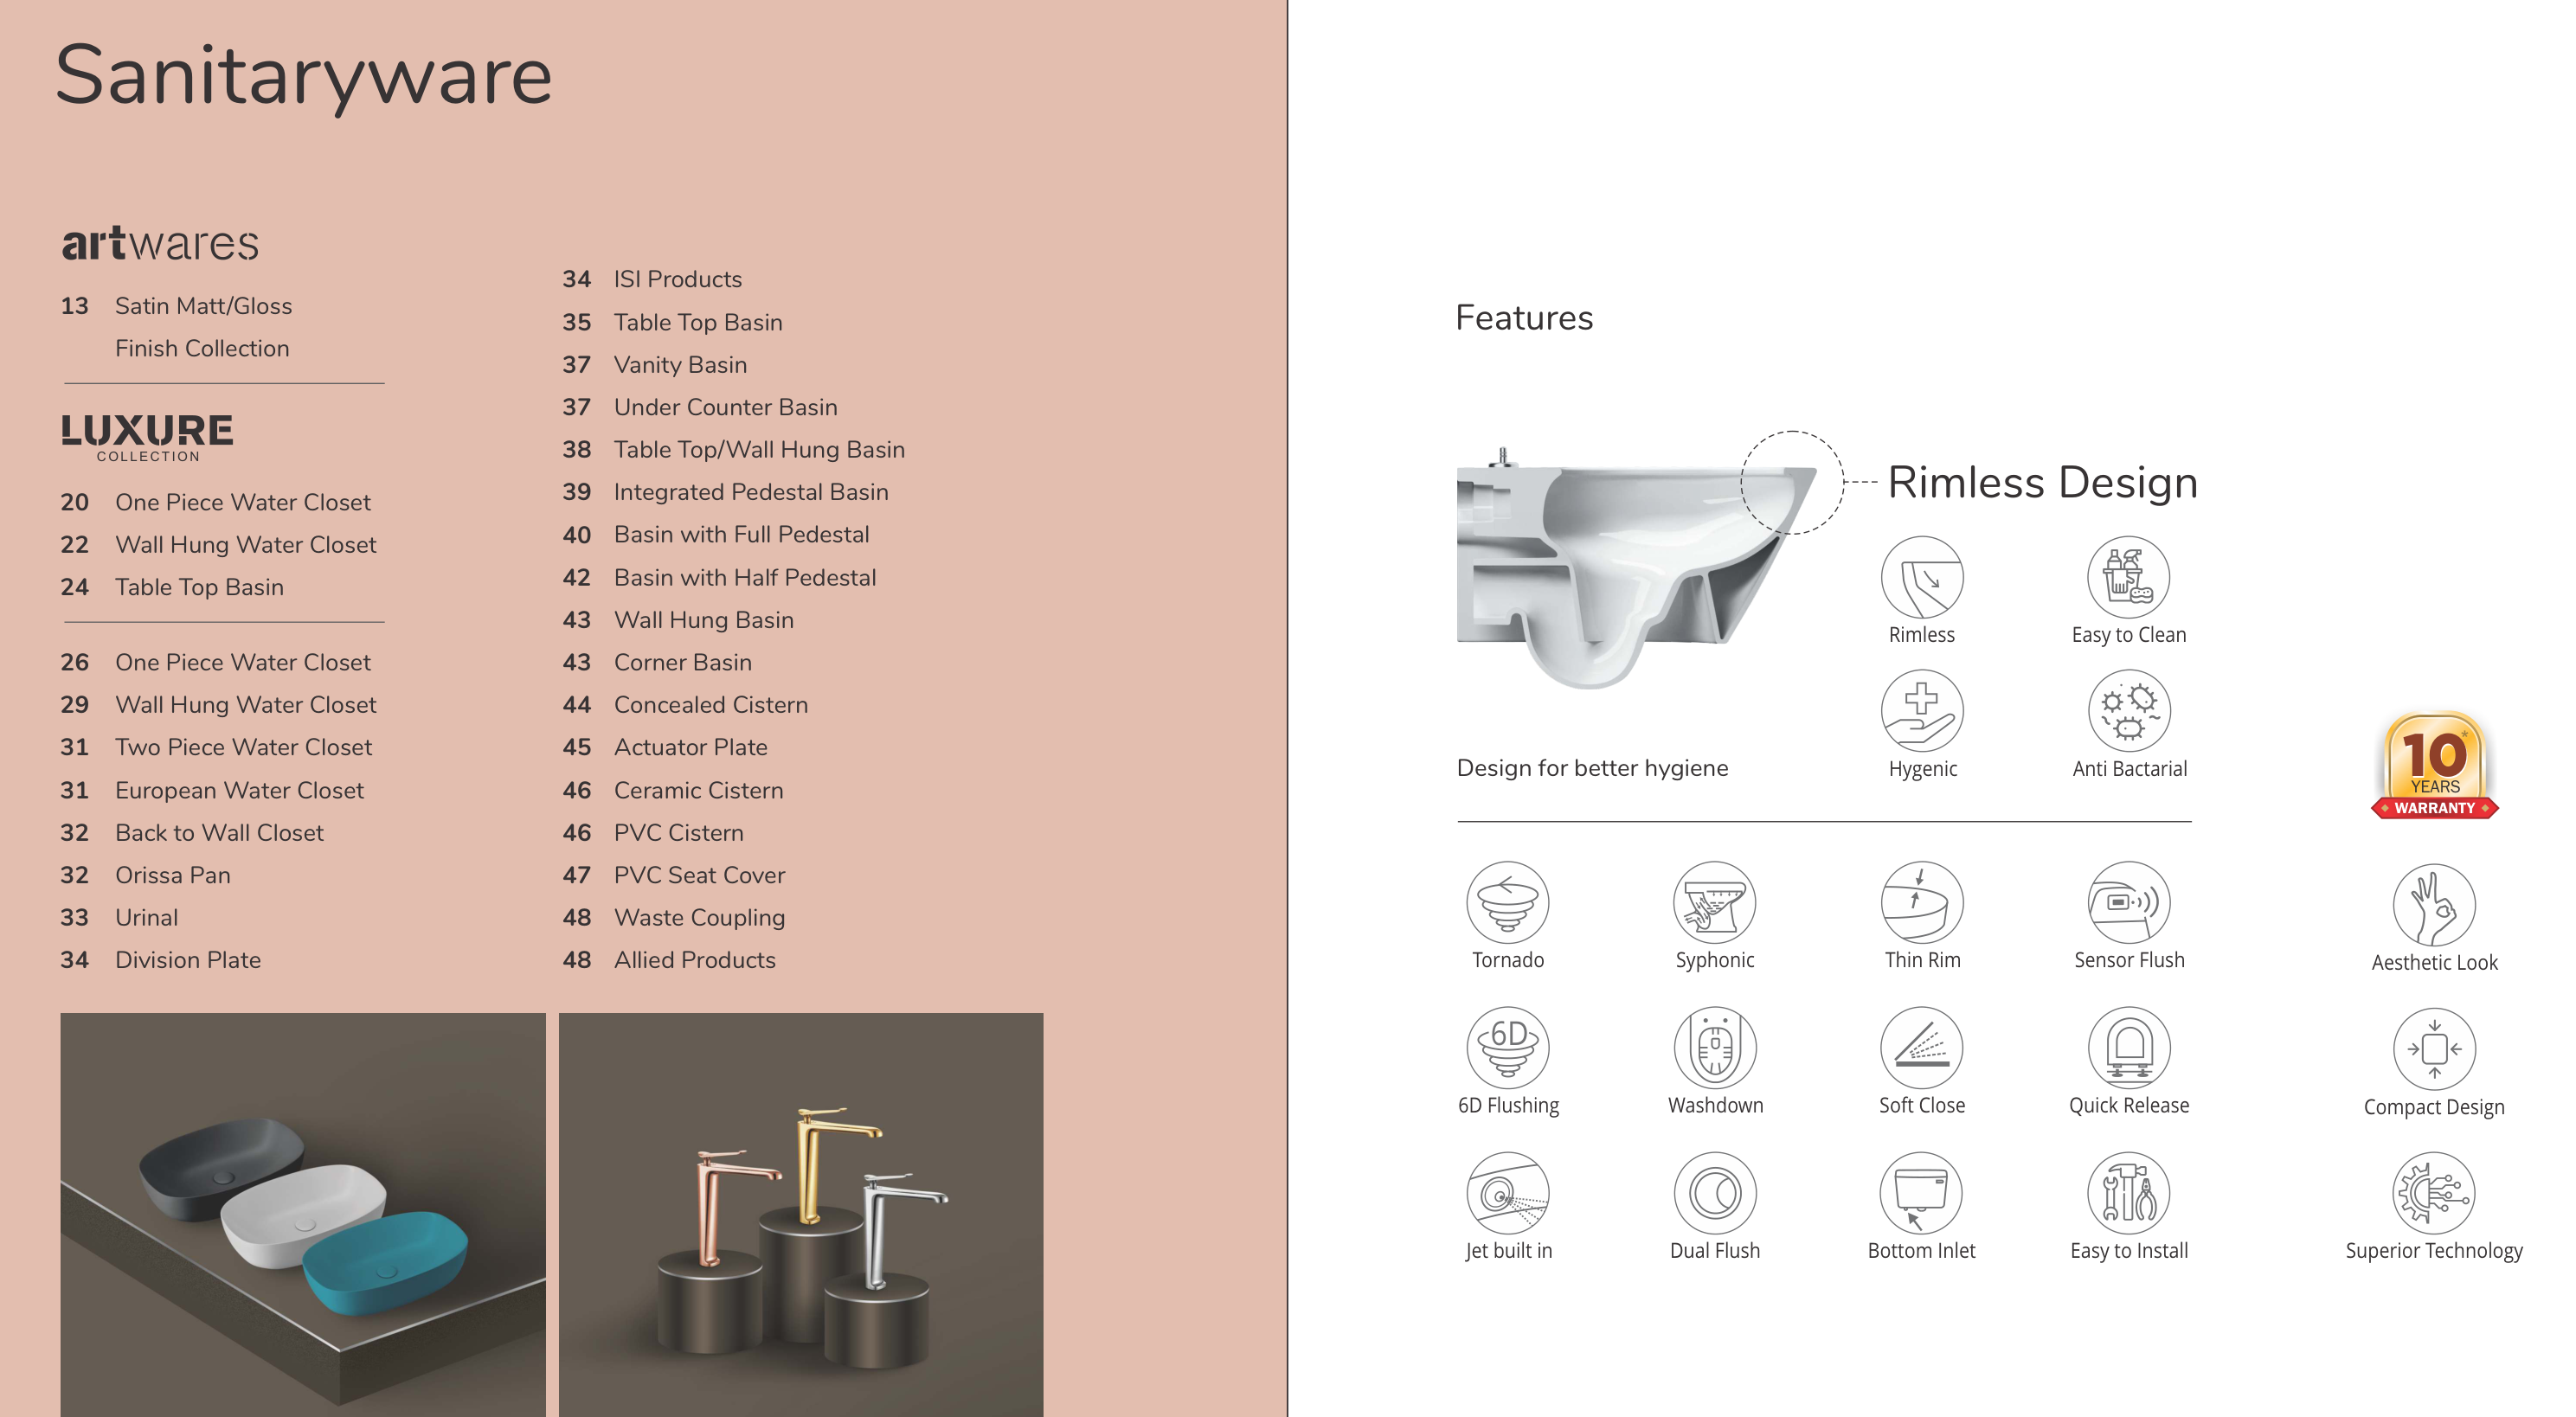 Sanitaryware
artwares
13 Satin Matt/Gloss
Finish Collection
LUXURE
COLLECTION
20 One Piece Water Closet
22 Wall Hung Water Closet
24 Table Top Basin
26 One Piece Water Closet
29 Wall Hung Water Closet
31 Two Piece Water Closet
31 European Water Closet
32 Back to Wall Closet
32 Orissa Pan
33 Urinal
34 Division Plate
34 ISI Products
35 Table Top Basin
37 Vanity Basin
37 Under Counter Basin
38 Table Top/Wall Hung Basin
39 Integrated Pedestal Basin
40 Basin with Full Pedestal
42 Basin with Half Pedestal
43 Wall Hung Basin
43 Corner Basin
44 Concealed Cistern
45 Actuator Plate
46 Ceramic Cistern
46 PVC Cistern
47 PVC Seat Cover
48 Waste Coupling
48 Allied Products
Features
Rimless Design
Rimless Easy to Clean
Hygenic Anti Bactarial
Design for better hygiene
10*
YEARS
WARRANTY
Tornado Syphonic Thin Rim Sensor Flush Aesthetic Look
6D
6D Flushing Washdown Soft Close Quick Release Compact Design
Jet built in Dual Flush Bottom Inlet Easy to Install Superior Technology